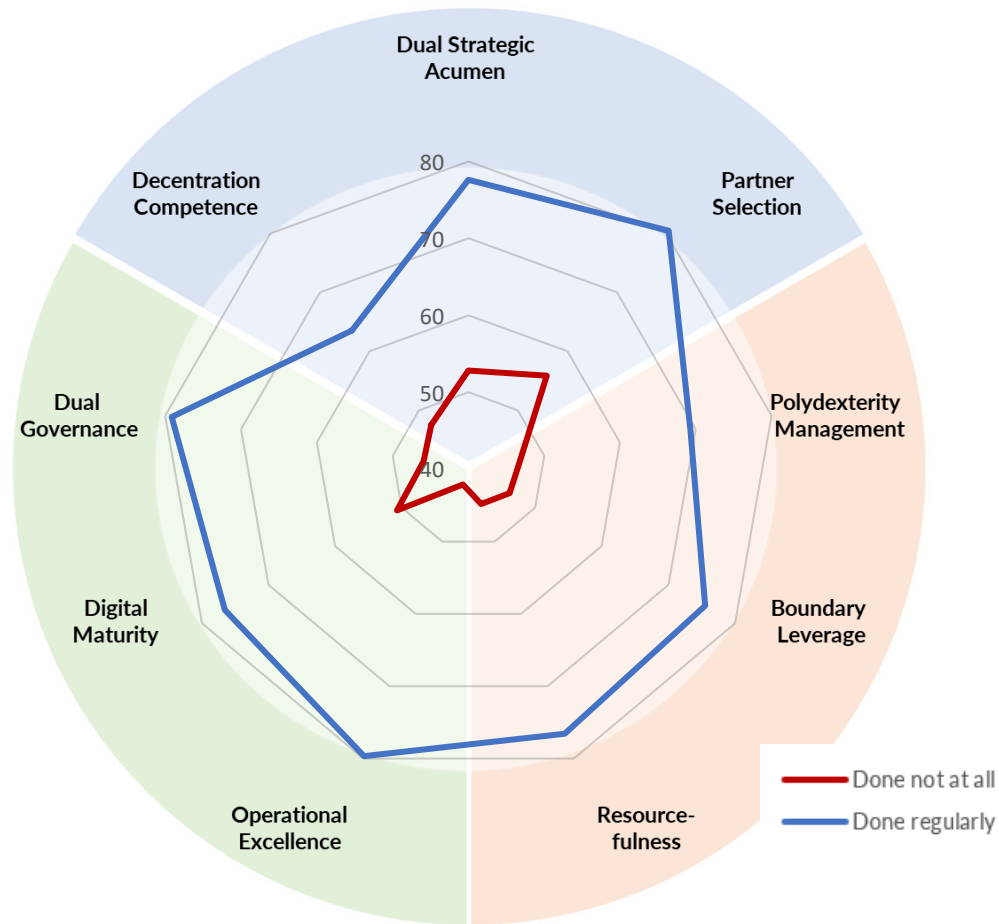 Dual Strategic
Acumen
Decentration
Competence
Partner
Selection
80
70
60
50
40
Dual
Governance
Polydexterity
Management
Digital
Maturity
Boundary
Leverage
Operational
Excellence
Resource-
fulness
Done not at all
Done regularly